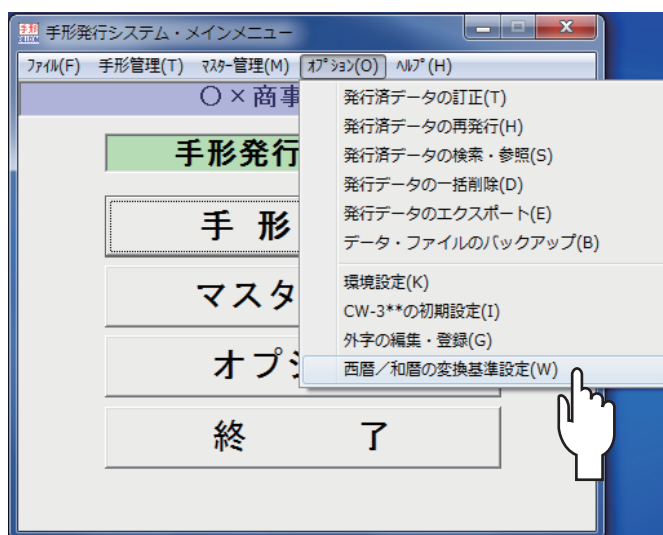 手形発行システム・メインメニュー
ファイル(F) 手形管理(T) マスター管理(M) オプション(O) ヘルプ(H)
〇×商事
手形発行
手 形
マスタ
オプシ
終 了
発行済データの訂正(T)
発行済データの再発行(H)
発行済データの検索・参照(S)
発行データの一括削除(D)
発行データのエクスポート(E)
データ・ファイルのバックアップ(B)
環境設定(K)
CW-3**の初期設定(I)
外字の編集・登録(G)
西暦／和暦の変換基準設定(W)